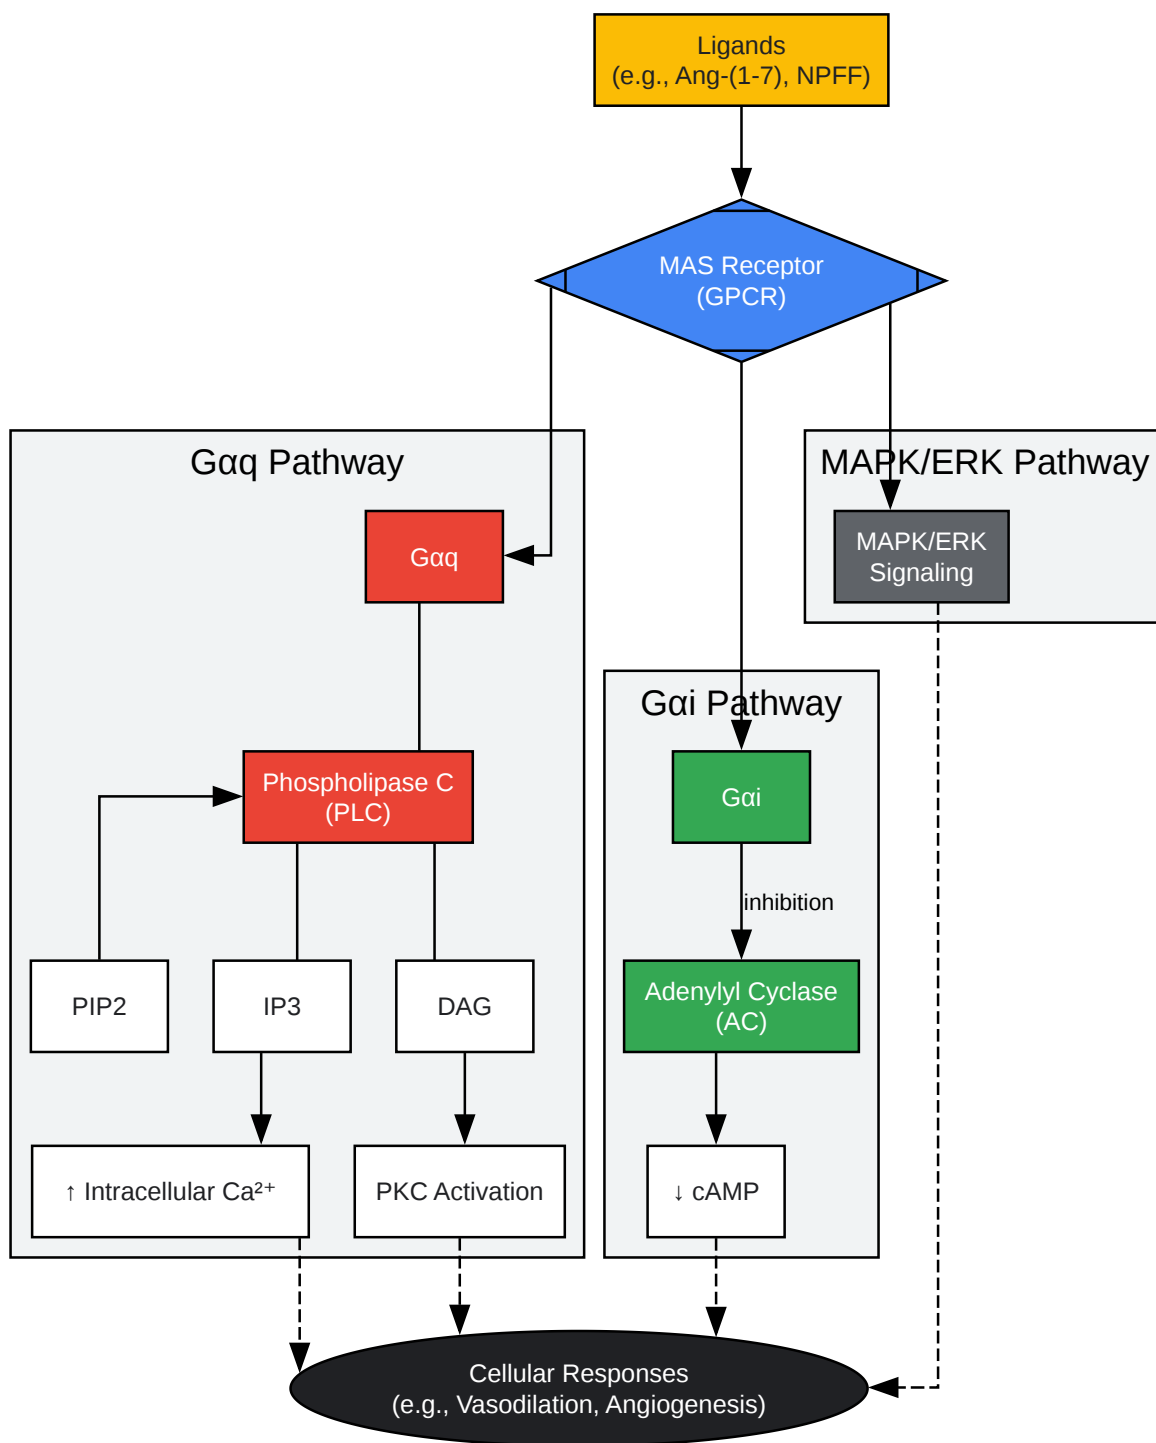 Ligands
(e.g., Ang-(1-7), NPFF)
MAS Receptor
(GPCR)
Gαq Pathway
MAPK/ERK Pathway
Gαq
MAPK/ERK
Signaling
Gαi Pathway
Phospholipase C
(PLC)
Gαi
inhibition
PIP2
IP3
DAG
Adenylyl Cyclase
(AC)
↑ Intracellular Ca²⁺
PKC Activation
↓ cAMP
Cellular Responses
(e.g., Vasodilation, Angiogenesis)